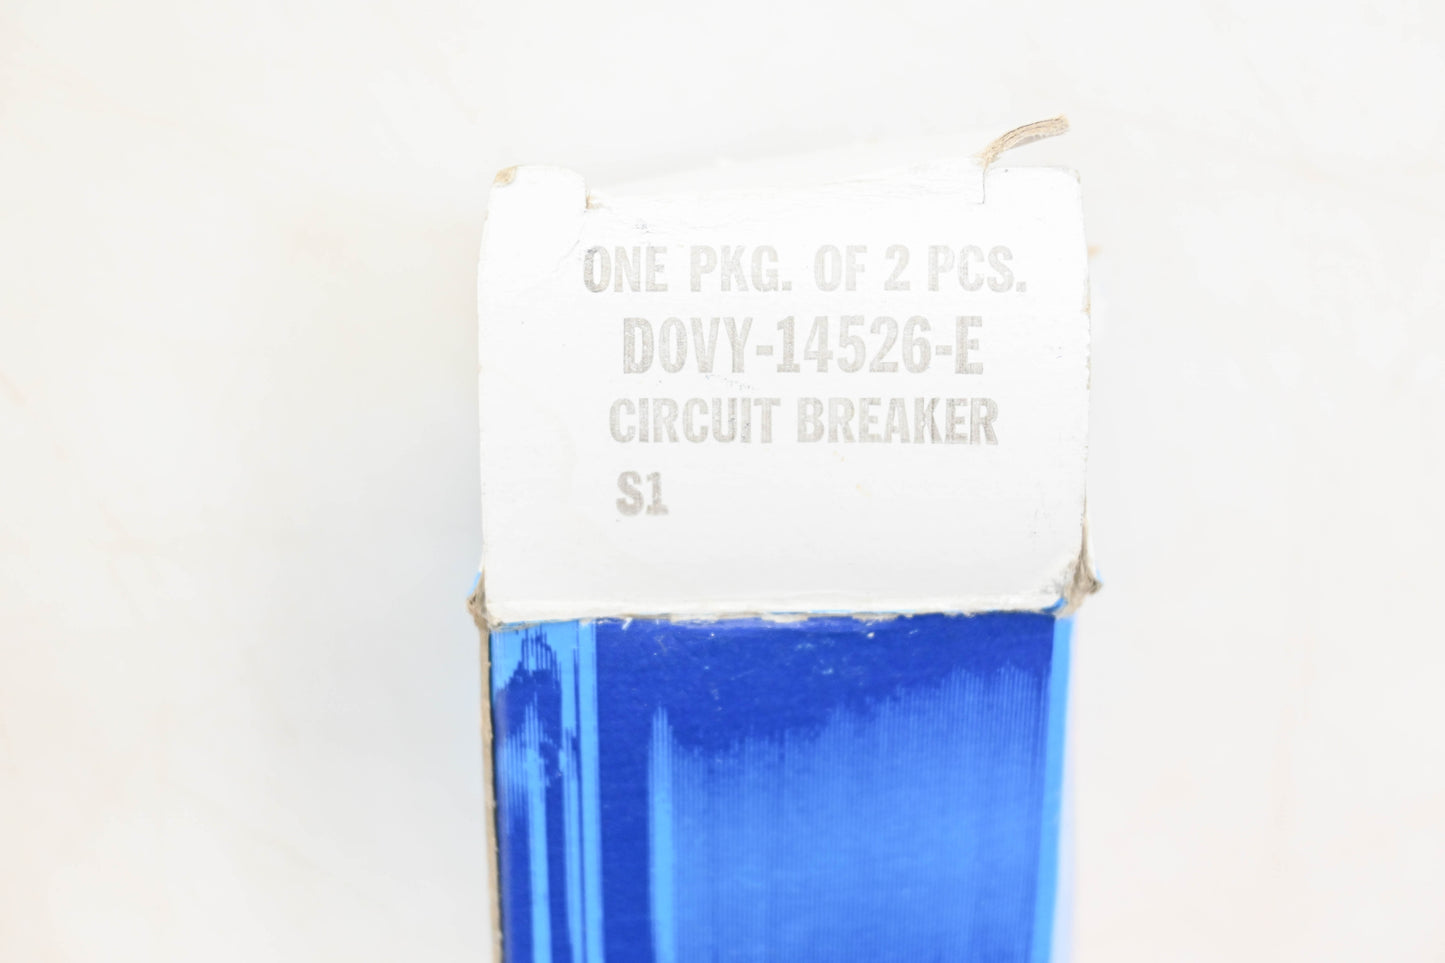 ONE PKG. OF 2 PCS.
DOVY-14526-E
CIRCUIT BREAKER
S1